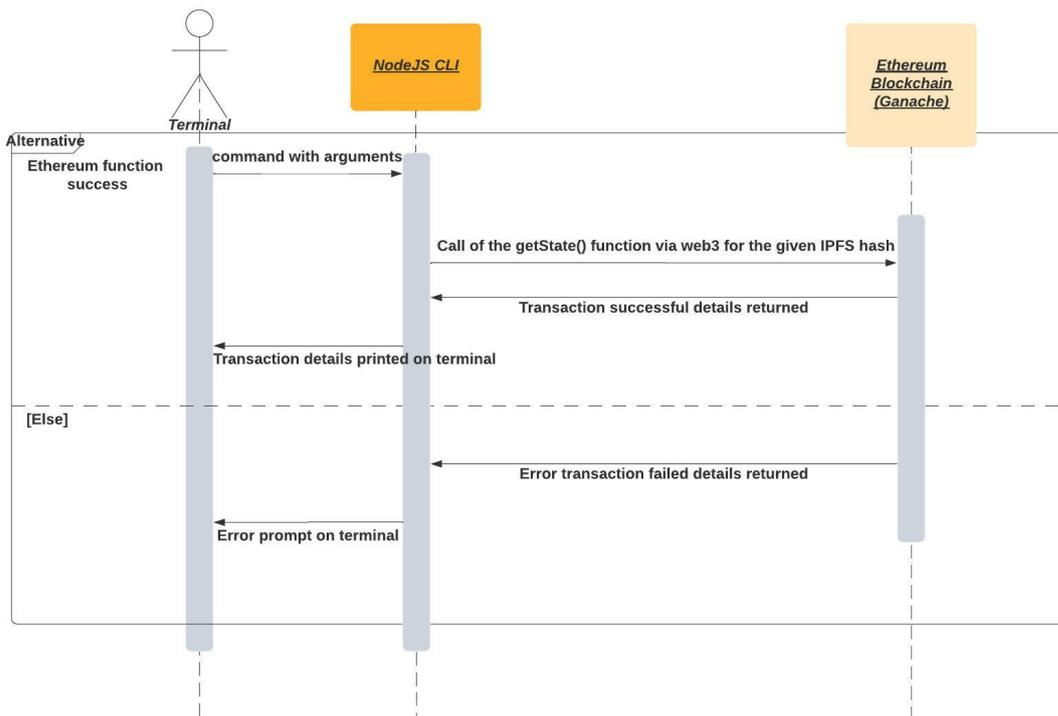 NodeJS CLI
Ethereum
Blockchain
(Ganache)
Terminal
Alternative
Ethereum function
success
command with arguments
Call of the getState() function via web3 for the given IPFS hash
Transaction successful details returned
Transaction details printed on terminal
[Else]
Error transaction failed details returned
Error prompt on terminal